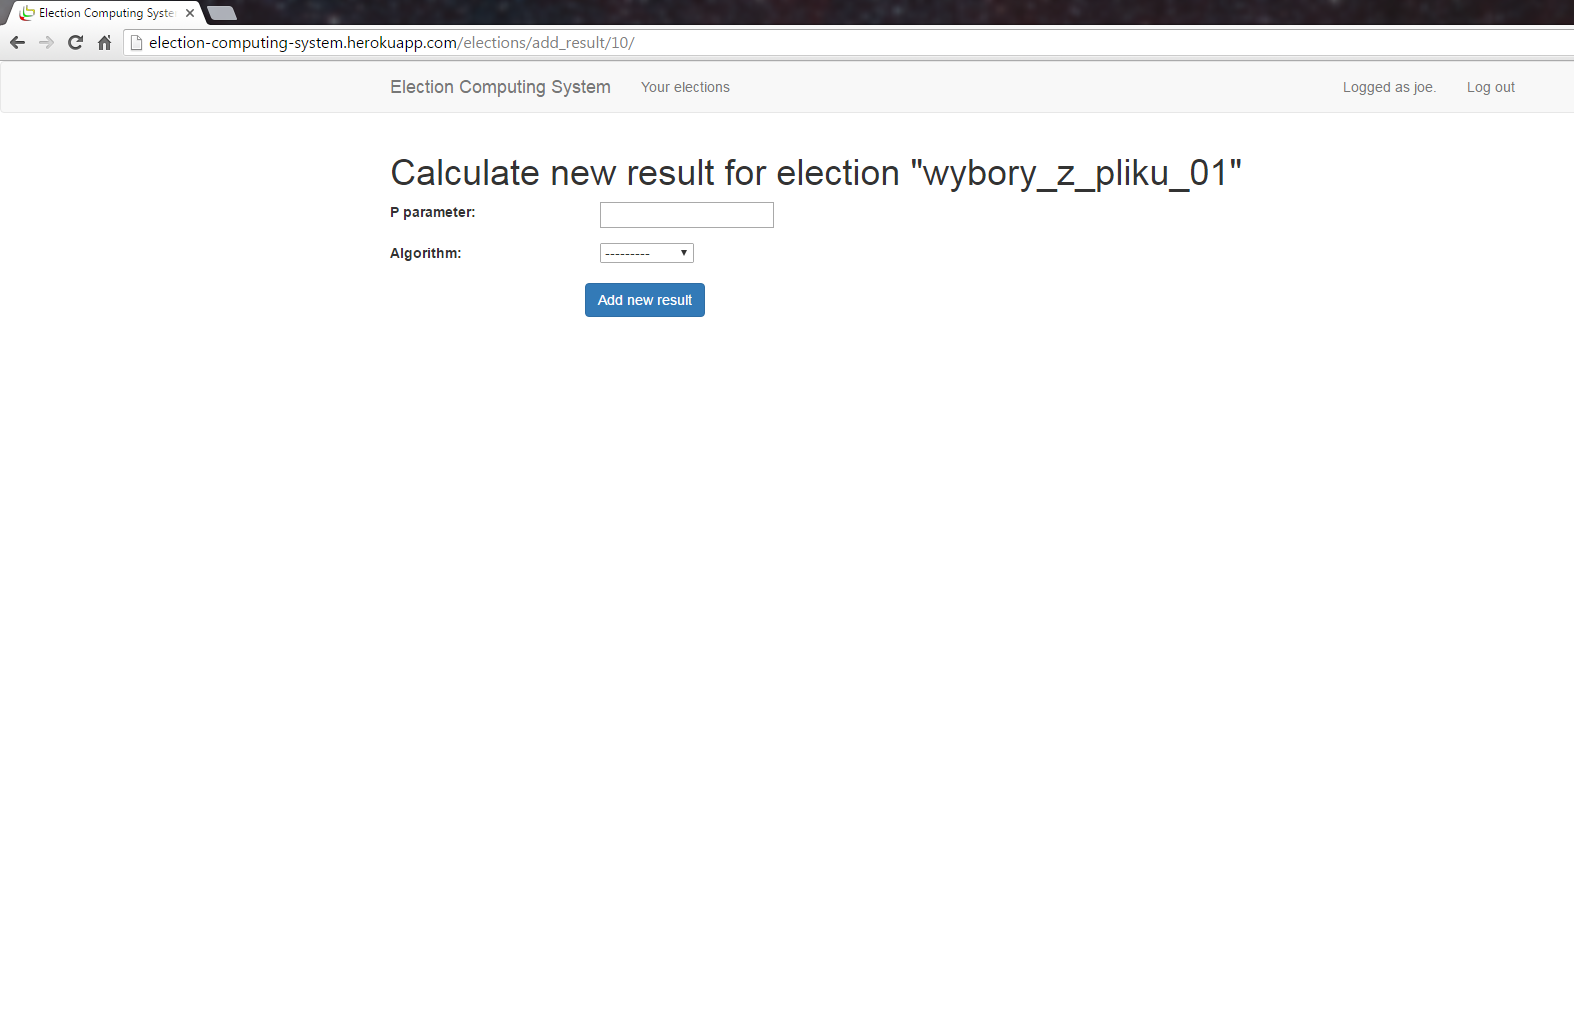 Election Computing Syste
election-computing-system.herokuapp.com/elections/add_result/10/
Election Computing System Your elections Logged as joe. Log out
Calculate new result for election "wybory_z_pliku_01"
P parameter:
Algorithm: ---------
Add new result